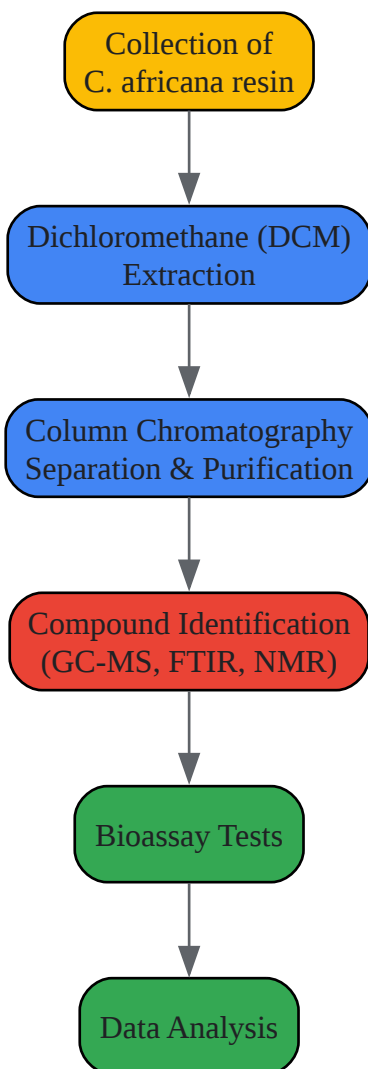 Collection of
C. africana resin
Dichloromethane (DCM)
Extraction
Column Chromatography
Separation & Purification
Compound Identification
(GC-MS, FTIR, NMR)
Bioassay Tests
Data Analysis